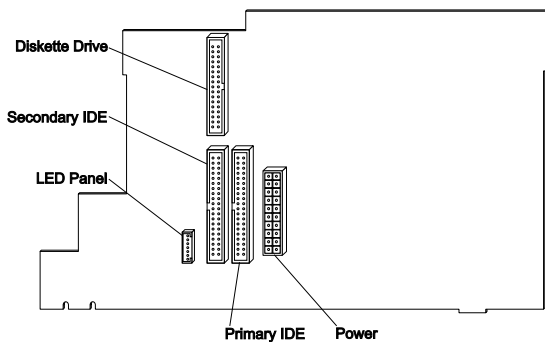 Diskette Drive
Secondary IDE
LED Panel
Primary IDE
Power